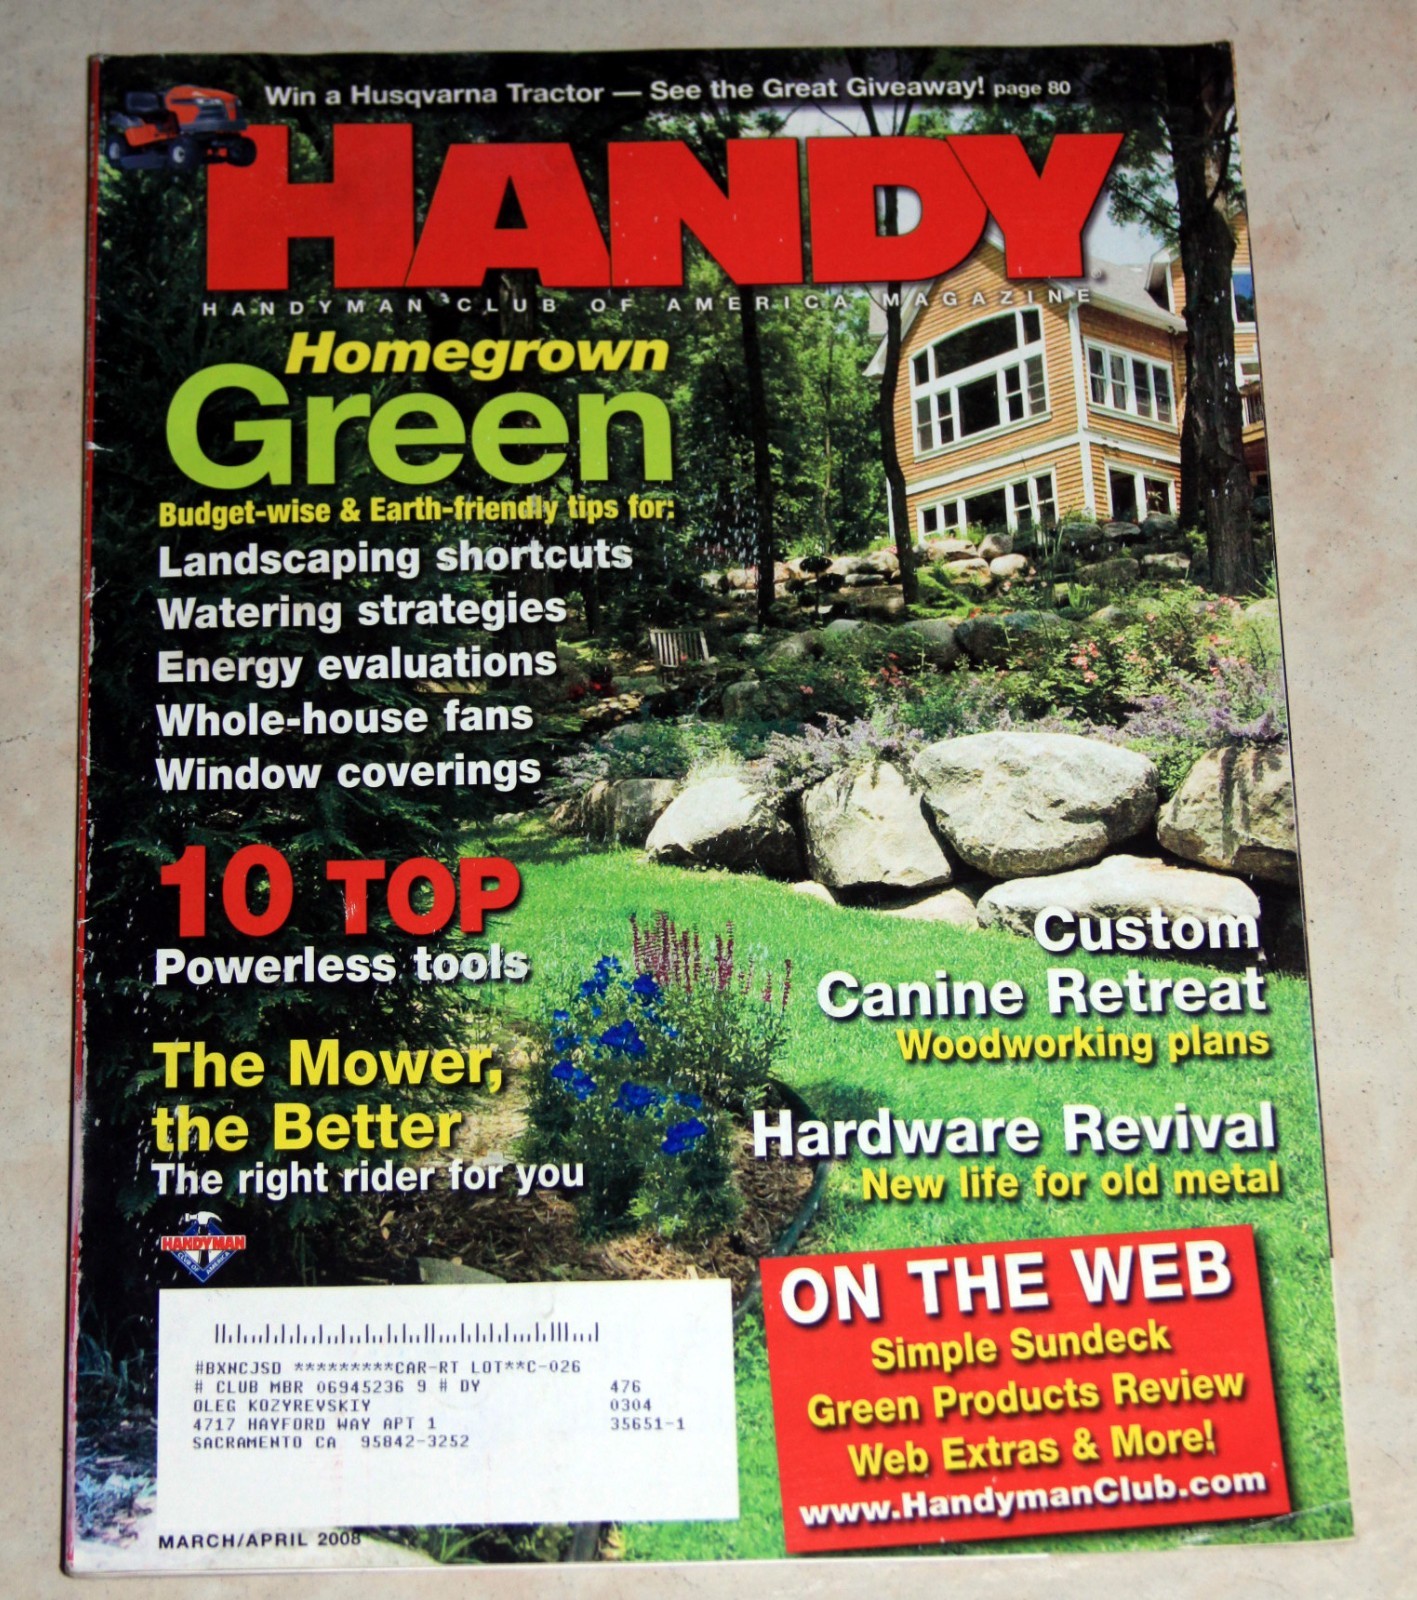 Win a Husqvarna Tractor — See the Great Giveaway! page 80
HANDY
HANDYMAN CLUB OF AMERICA MAGAZINE
Homegrown
Green
Budget-wise & Earth-friendly tips for:
Landscaping shortcuts
Watering strategies
Energy evaluations
Whole-house fans
Window coverings
10 TOP
Powerless tools
The Mower,
the Better
The right rider for you
Custom
Canine Retreat
Woodworking plans
Hardware Revival
New life for old metal
HANDYMAN
CLUB OF AMERICA
ON THE WEB
Simple Sundeck
Green Products Review
Web Extras & More!
www.HandymanClub.com
#BXNCJSD *********CAR-RT LOT**C-026
# CLUB MBR 06945236 9 # DY 476
OLEG KOZYREVSKIY 0304
4717 HAYFORD WAY APT 1 35651-1
SACRAMENTO CA 95842-3252
MARCH/APRIL 2008